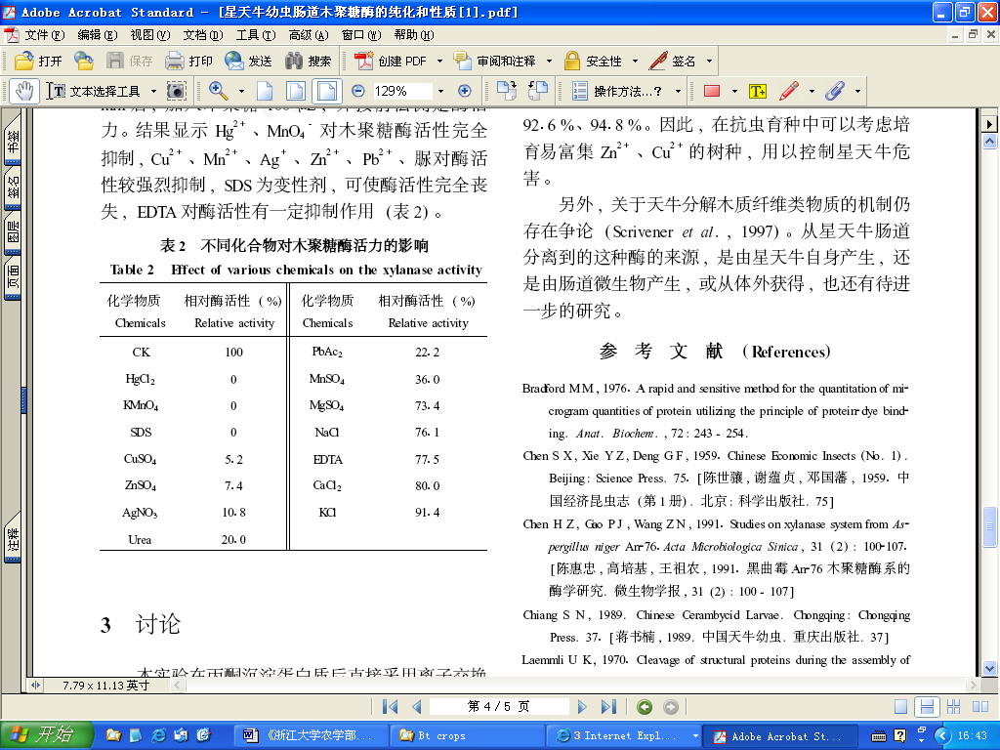 Adobe Acrobat Standard - [星天牛幼虫肠道木聚糖酶的纯化和性质[1].pdf]
文件(F) 编辑(E) 视图(V) 文档(D) 工具(T) 高级(A) 窗口(W) 帮助(H)
打开 保存 打印 发送 搜索 创建 PDF 审阅和注释 安全性 签名
文本选择工具 129% 操作方法...?
书签
签名
图层
页面
注释
力。结果显示 Hg2+、MnO4- 对木聚糖酶活性完全
抑制, Cu2+、Mn2+、Ag+、Zn2+、Pb2+、脲对酶活
性较强烈抑制, SDS 为变性剂, 可使酶活性完全丧
失, EDTA 对酶活性有一定抑制作用 (表 2)。
表 2 不同化合物对木聚糖酶活力的影响
Table 2 Effect of various chemicals on the xylanase activity
化学物质 相对酶活性 (%) 化学物质 相对酶活性 (%)
Chemicals Relative activity Chemicals Relative activity
CK 100 PbAc2 22.2
HgCl2 0 MnSO4 36.0
KMnO4 0 MgSO4 73.4
SDS 0 NaCl 76.1
CuSO4 5.2 EDTA 77.5
ZnSO4 7.4 CaCl2 80.0
AgNO3 10.8 KCl 91.4
Urea 20.0
3 讨论
本实验在丙酮沉淀蛋白质后直接采用离子交换
92.6%、94.8%。因此, 在抗虫育种中可以考虑培
育易富集 Zn2+、Cu2+ 的树种, 用以控制星天牛危
害。
另外, 关于天牛分解木质纤维类物质的机制仍
存在争论 (Scrivener et al., 1997)。从星天牛肠道
分离到的这种酶的来源, 是由星天牛自身产生, 还
是由肠道微生物产生, 或从体外获得, 也还有待进
一步的研究。
参 考 文 献 (References)
Bradford M M, 1976. A rapid and sensitive method for the quantitation of mi-
crogram quantities of protein utilizing the principle of protein-dye bind-
ing. Anat. Biochem., 72: 243 - 254.
Chen S X, Xie Y Z, Deng G F, 1959. Chinese Economic Insects (No. 1).
Beijing: Science Press. 75. [陈世骧, 谢蕴贞, 邓国藩, 1959. 中
国经济昆虫志 (第 1 册). 北京: 科学出版社. 75]
Chen H Z, Gao P J, Wang Z N, 1991. Studies on xylanase system from As-
pergillus niger An-76. Acta Microbiologica Sinica, 31 (2): 100-107.
[陈惠忠, 高培基, 王祖农, 1991. 黑曲霉 An-76 木聚糖酶系的
酶学研究. 微生物学报, 31 (2): 100 - 107]
Chiang S N, 1989. Chinese Cerambycid Larvae. Chongqing: Chongqing
Press. 37. [蒋书楠, 1989. 中国天牛幼虫. 重庆出版社. 37]
Laemmli U K, 1970. Cleavage of structural proteins during the assembly of
7.79 x 11.13 英寸
第 4 / 5 页
开始 《浙江大学农学部... Bt crops 3 Internet Expl... Adobe Acrobat St... 16:43